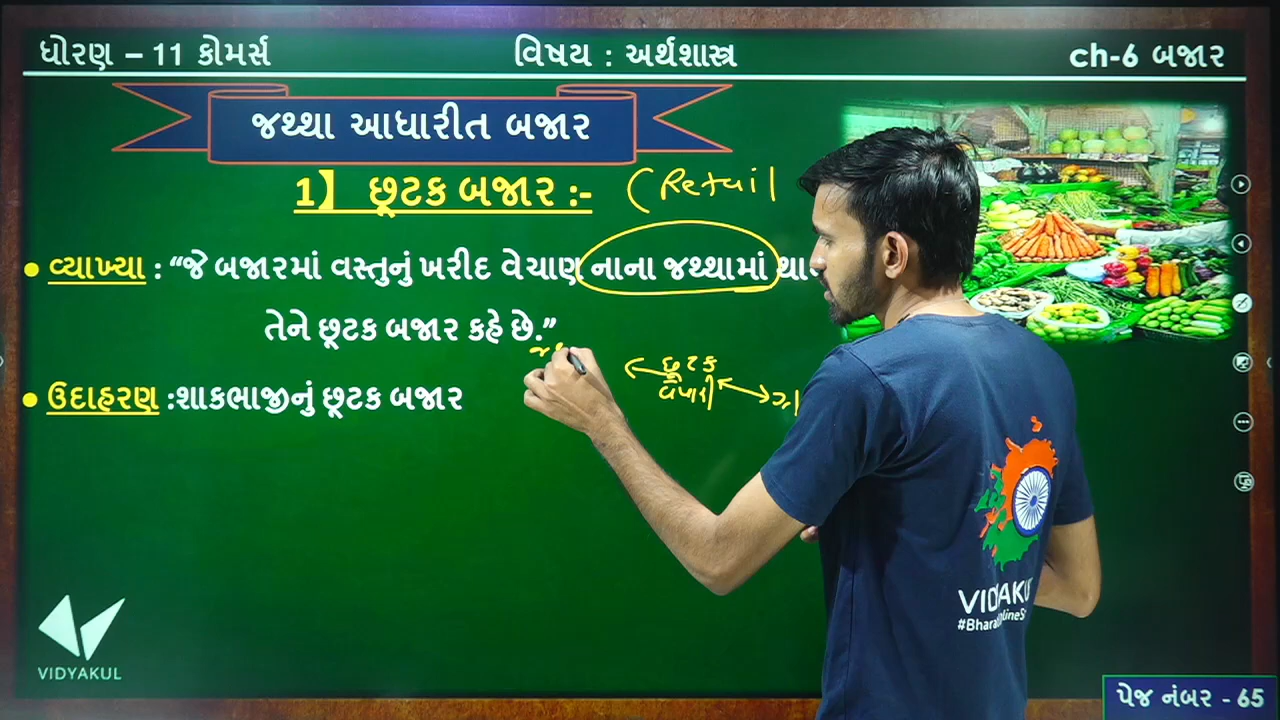 ધોરણ – 11 કોમર્સ
વિષય : અર્થશાસ્ત્ર
ch-6 બજાર
જથ્થા આધારીત બજાર
1】 છૂટક બજાર :- (Retail
• વ્યાખ્યા : “જે બજારમાં વસ્તુનું ખરીદ વેચાણ નાના જથ્થામાં
તેને છૂટક બજાર કહે છે.”
છૂટક
• ઉદાહરણ :શાકભાજીનું છૂટક બજાર
VIDYAKUL
પેજ નંબર - 65